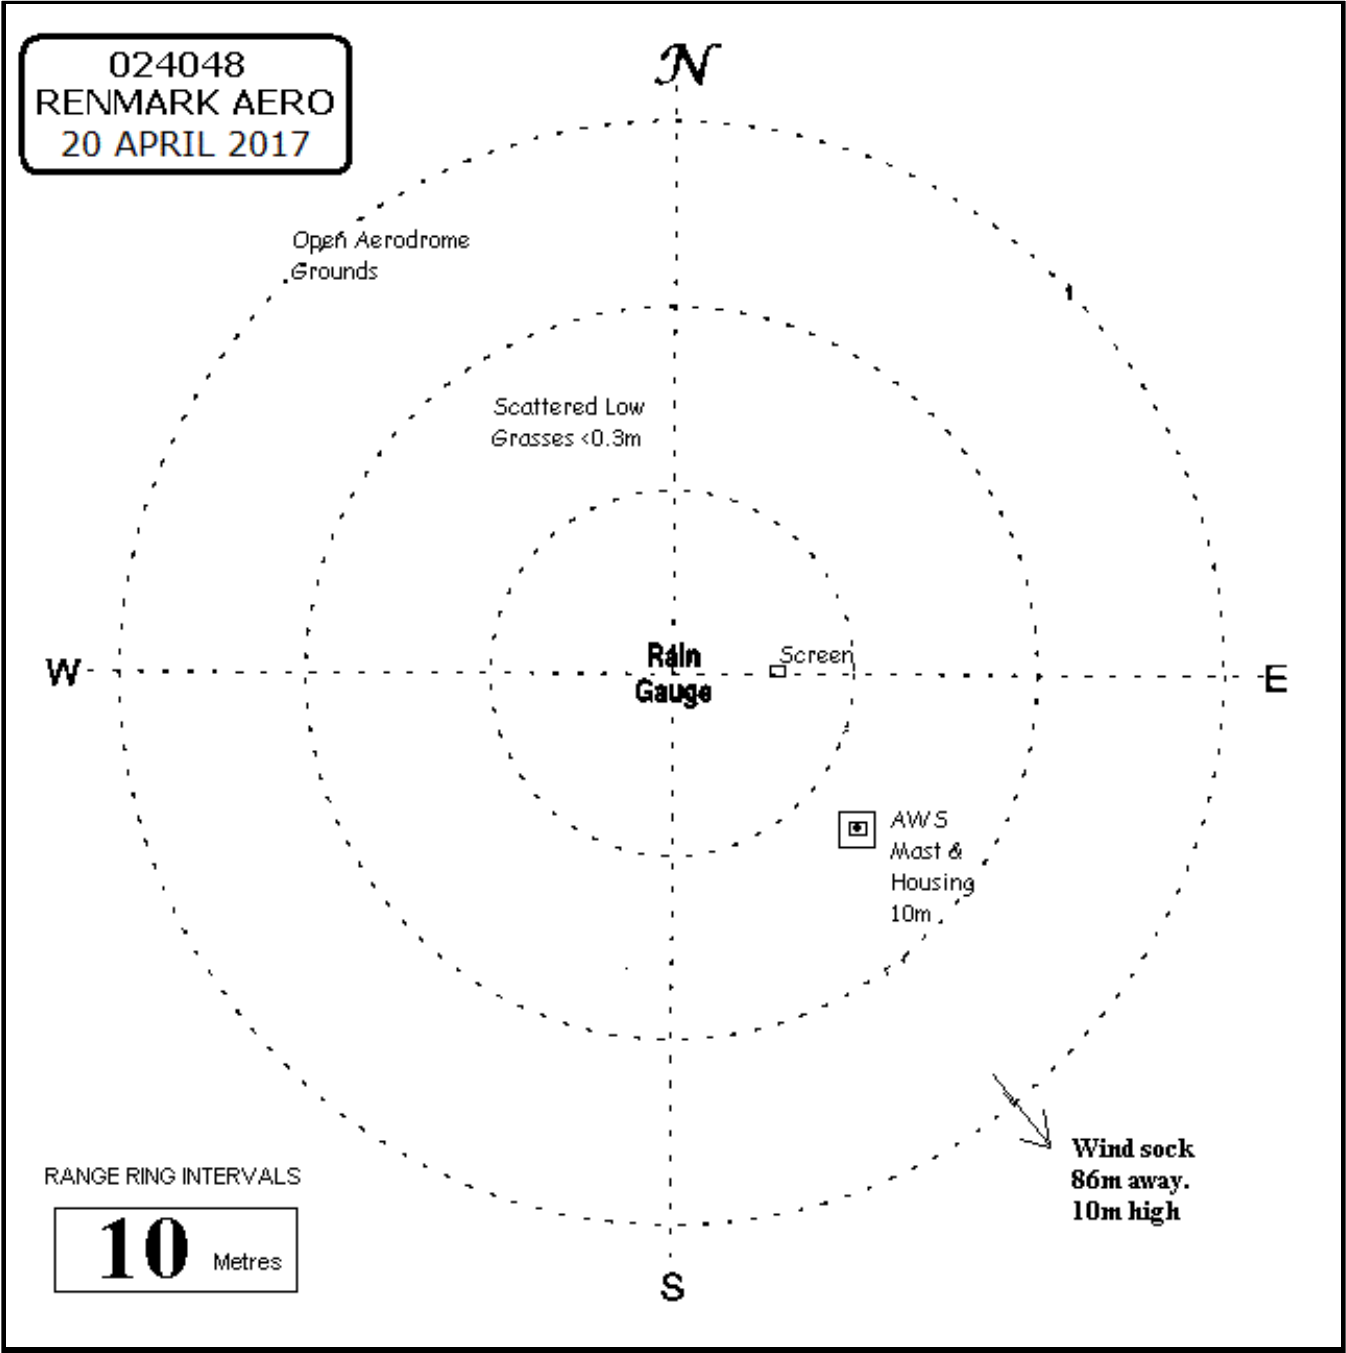 024048
RENMARK AERO
20 APRIL 2017
N
Open Aerodrome
Grounds
Scattered Low
Grasses <0.3m
W
Rain
Gauge
Screen
E
AWS
Mast &
Housing
10m
Wind sock
86m away.
10m high
RANGE RING INTERVALS
10 Metres
S